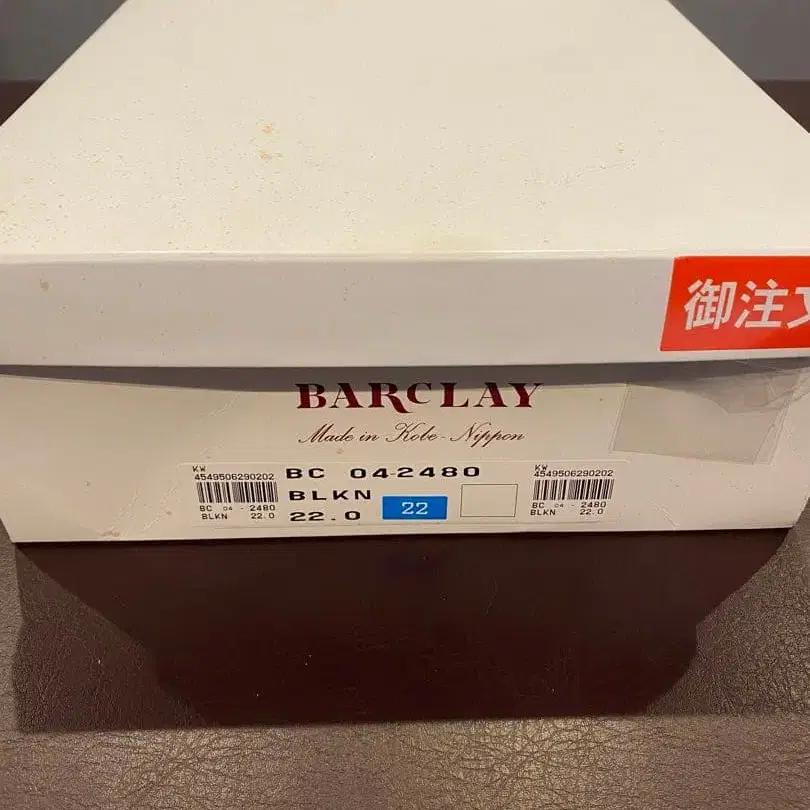 御注文
BARCLAY
Made in Kobe-Nippon
KW
4549506290202
BC 04 - 2480
BLKN 22.0
BC 04-2480
BLKN
22.0
22
KW
4549506290202
BC 04 - 2480
BLKN 22.0